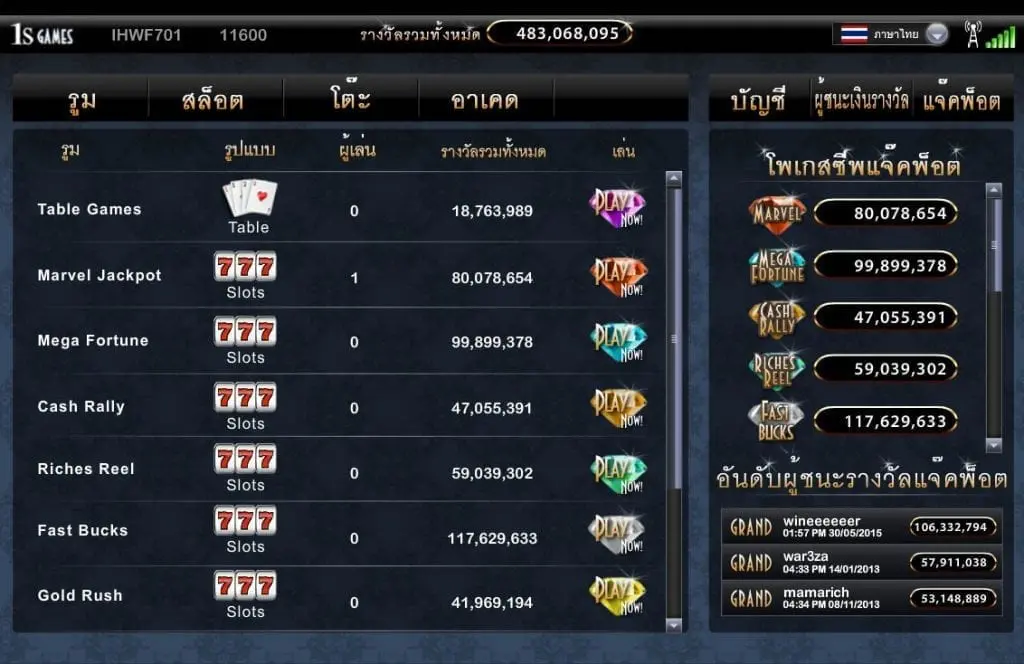 1S GAMES IHWF701 11600 รางวัลรวมทั้งหมด 483,068,095 ภาษาไทย
รูม สล็อต โต๊ะ อาเคด
บัญชี ผู้ชนะเงินรางวัล แจ๊คพ็อต
รูม รูปแบบ ผู้เล่น รางวัลรวมทั้งหมด เล่น
Table Games Table 0 18,763,989 PLAY NOW!
Marvel Jackpot 777 Slots 1 80,078,654 PLAY NOW!
Mega Fortune 777 Slots 0 99,899,378 PLAY NOW!
Cash Rally 777 Slots 0 47,055,391 PLAY NOW!
Riches Reel 777 Slots 0 59,039,302 PLAY NOW!
Fast Bucks 777 Slots 0 117,629,633 PLAY NOW!
Gold Rush 777 Slots 0 41,969,194 PLAY NOW!
โพเกสซีพแจ๊คพ็อต
MARVEL 80,078,654
MEGA FORTUNE 99,899,378
CASH RALLY 47,055,391
RICHES REEL 59,039,302
FAST BUCKS 117,629,633
อันดับผู้ชนะรางวัลแจ๊คพ็อต
GRAND wineeeeeer 106,332,794
01:57 PM 30/05/2015
GRAND war3za 57,911,038
04:33 PM 14/01/2013
GRAND mamarich 53,148,889
04:34 PM 08/11/2013